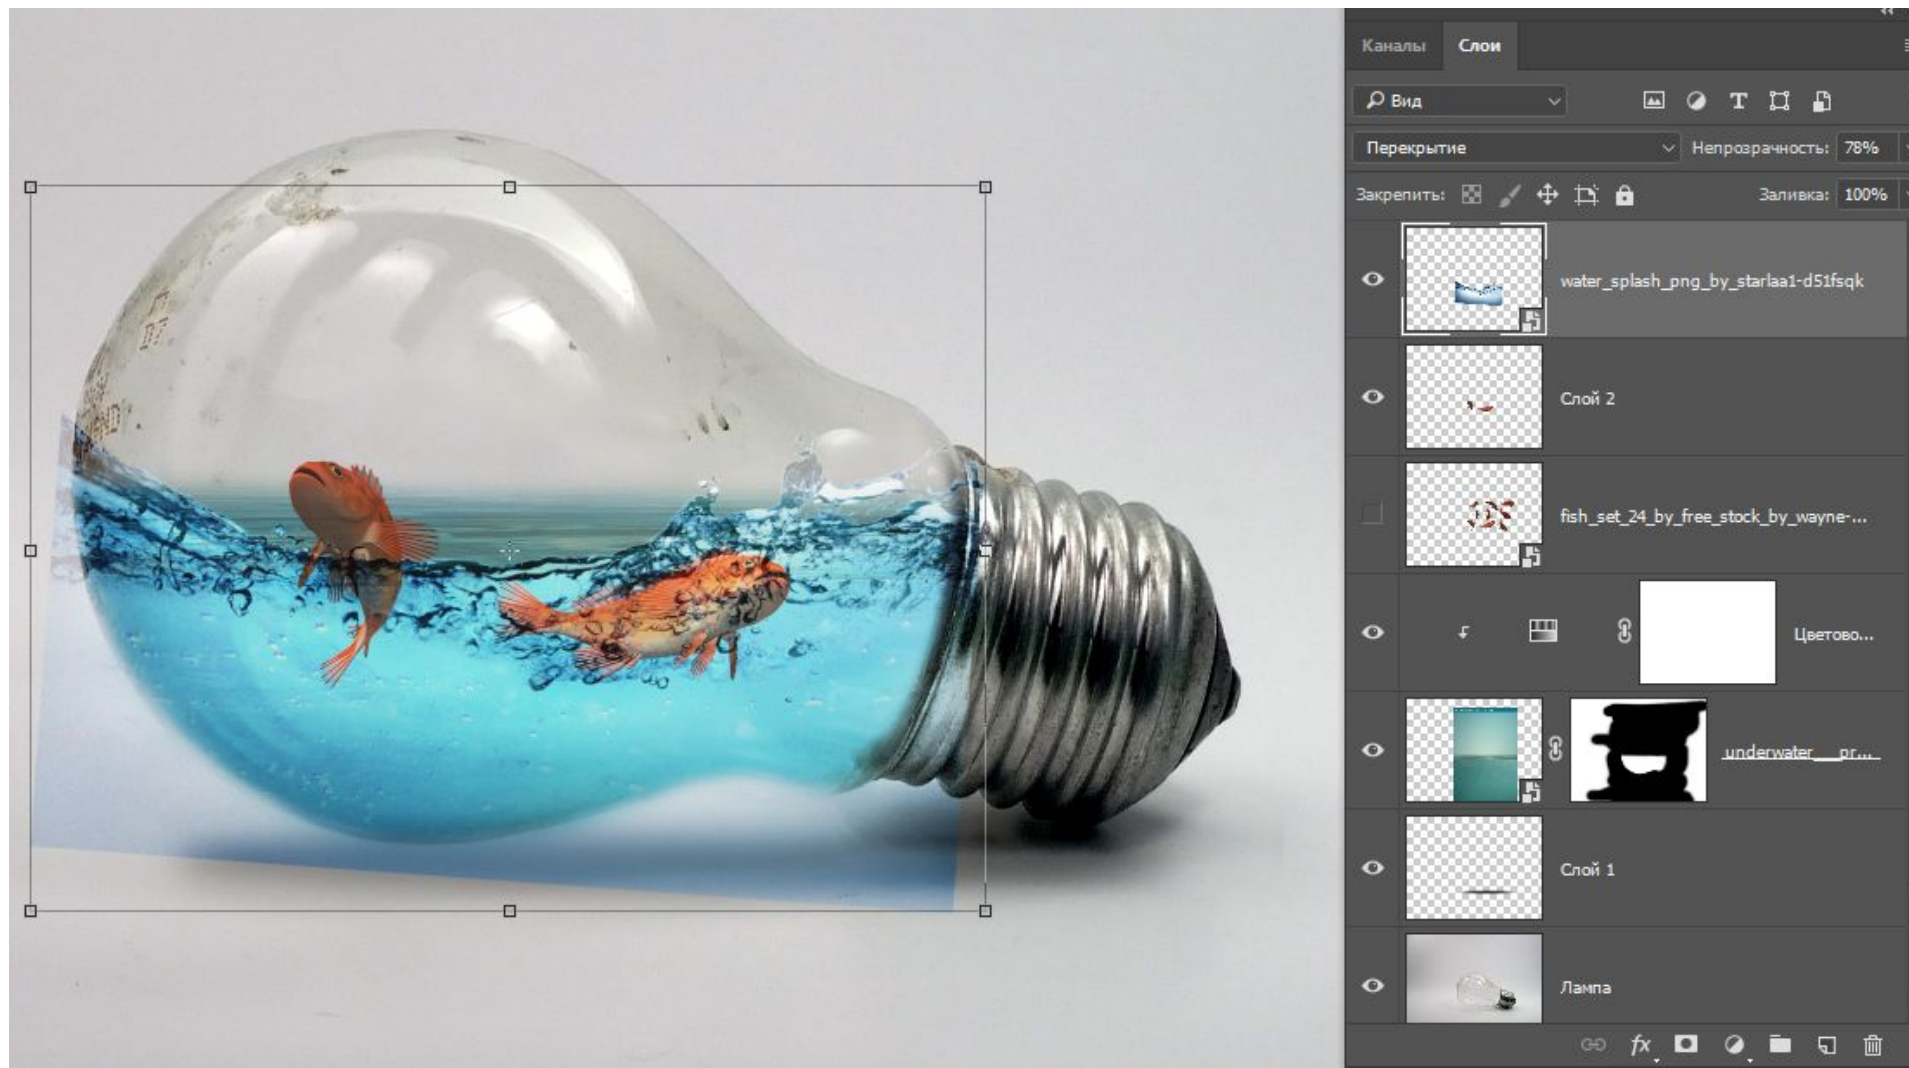 Каналы
Слои
Вид
Перекрытие
Непрозрачность: 78%
Закрепить:
Заливка: 100%
water_splash_png_by_starlaa1-d51fsqk
Слой 2
fish_set_24_by_free_stock_by_wayne-...
Цветово...
underwater___pr...
Слой 1
Лампа
fx